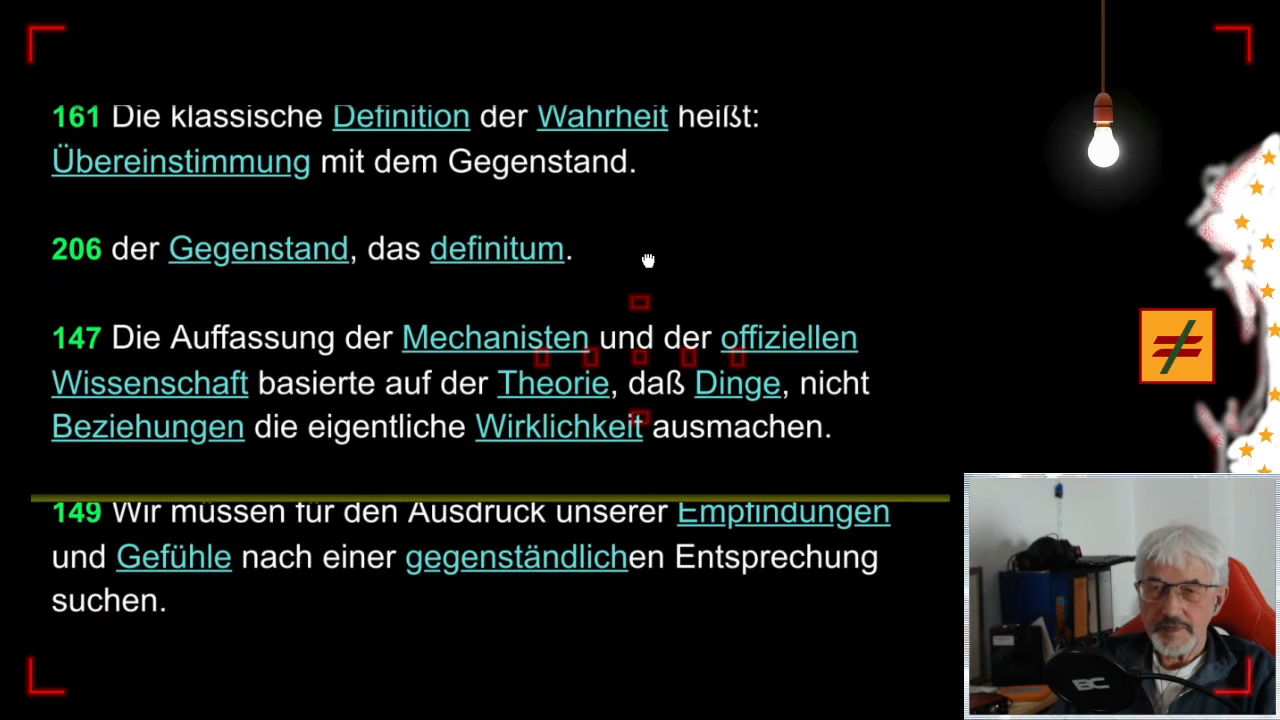 161 Die klassische Definition der Wahrheit heißt:
Übereinstimmung mit dem Gegenstand.
206 der Gegenstand, das definitum.
147 Die Auffassung der Mechanisten und der offiziellen
Wissenschaft basierte auf der Theorie, daß Dinge, nicht
Beziehungen die eigentliche Wirklichkeit ausmachen.
149 Wir müssen für den Ausdruck unserer Empfindungen
und Gefühle nach einer gegenständlichen Entsprechung
suchen.
≠
BC